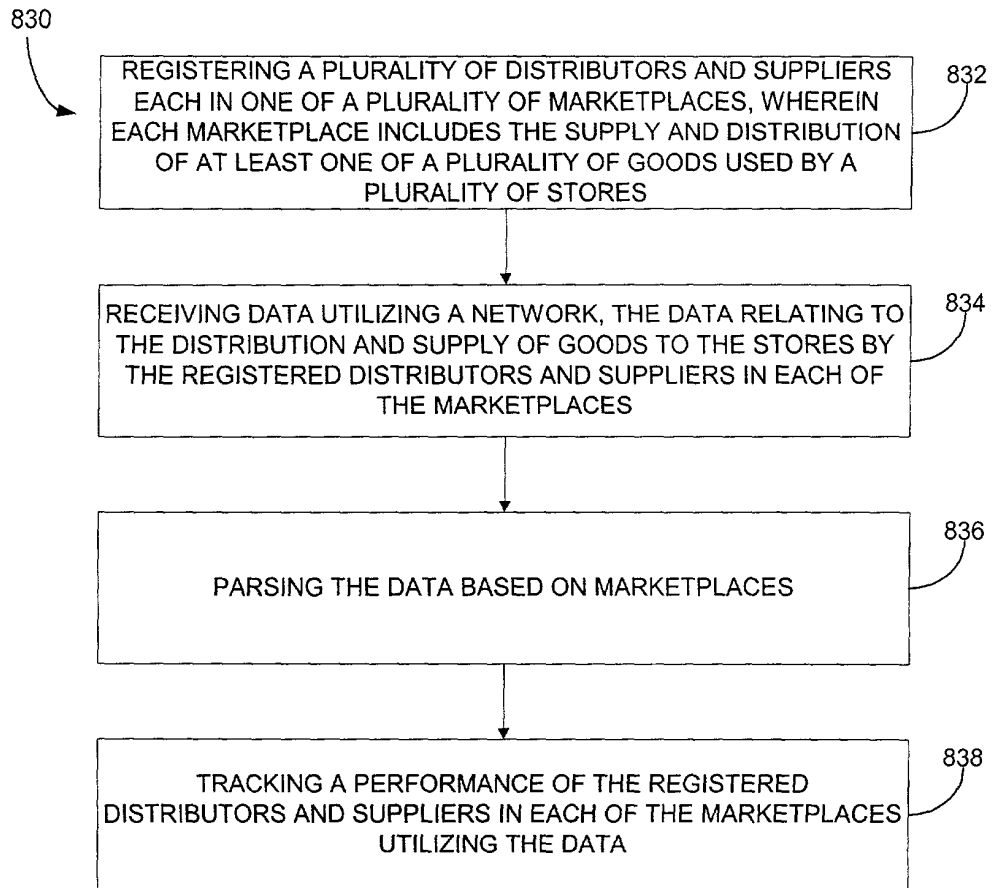 830
REGISTERING A PLURALITY OF DISTRIBUTORS AND SUPPLIERS
EACH IN ONE OF A PLURALITY OF MARKETPLACES, WHEREIN
EACH MARKETPLACE INCLUDES THE SUPPLY AND DISTRIBUTION
OF AT LEAST ONE OF A PLURALITY OF GOODS USED BY A
PLURALITY OF STORES
832
RECEIVING DATA UTILIZING A NETWORK, THE DATA RELATING TO
THE DISTRIBUTION AND SUPPLY OF GOODS TO THE STORES BY
THE REGISTERED DISTRIBUTORS AND SUPPLIERS IN EACH OF
THE MARKETPLACES
834
PARSING THE DATA BASED ON MARKETPLACES
836
TRACKING A PERFORMANCE OF THE REGISTERED
DISTRIBUTORS AND SUPPLIERS IN EACH OF THE MARKETPLACES
UTILIZING THE DATA
838